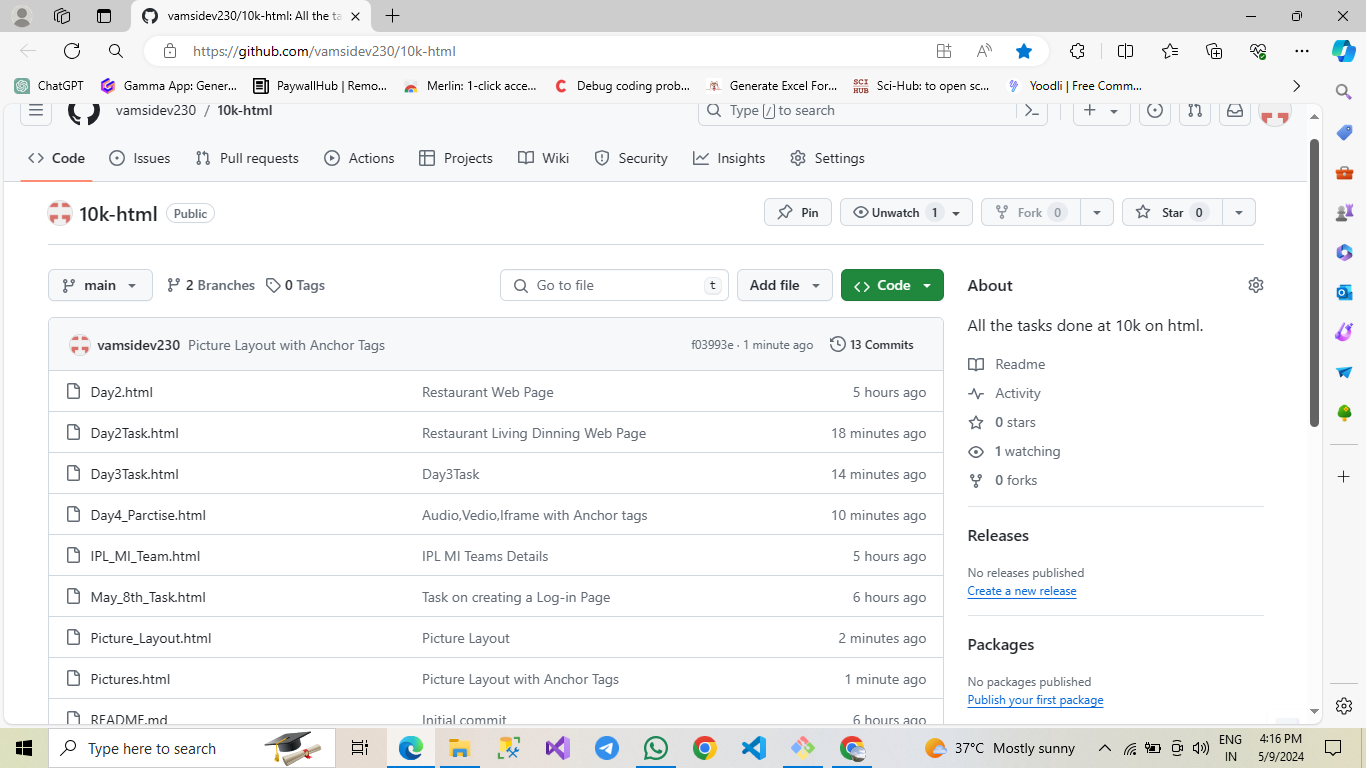 vamsidev230/10k-html: All the ta
https://github.com/vamsidev230/10k-html
ChatGPT Gamma App: Gener... PaywallHub | Remo... Merlin: 1-click acce... Debug coding prob... Generate Excel For... SCI HUB Sci-Hub: to open sc... Yoodli | Free Comm...
vamsidev230 / 10k-html Type / to search
Code Issues Pull requests Actions Projects Wiki Security Insights Settings
10k-html Public Pin Unwatch 1 Fork 0 Star 0
main 2 Branches 0 Tags Go to file t Add file Code
vamsidev230 Picture Layout with Anchor Tags f03993e · 1 minute ago 13 Commits
Day2.html Restaurant Web Page 5 hours ago
Day2Task.html Restaurant Living Dinning Web Page 18 minutes ago
Day3Task.html Day3Task 14 minutes ago
Day4_Parctise.html Audio,Vedio,Iframe with Anchor tags 10 minutes ago
IPL_MI_Team.html IPL MI Teams Details 5 hours ago
May_8th_Task.html Task on creating a Log-in Page 6 hours ago
Picture_Layout.html Picture Layout 2 minutes ago
Pictures.html Picture Layout with Anchor Tags 1 minute ago
README.md Initial commit 6 hours ago
About
All the tasks done at 10k on html.
Readme
Activity
0 stars
1 watching
0 forks
Releases
No releases published
Create a new release
Packages
No packages published
Publish your first package
Type here to search
37°C Mostly sunny
ENG
IN
4:16 PM
5/9/2024